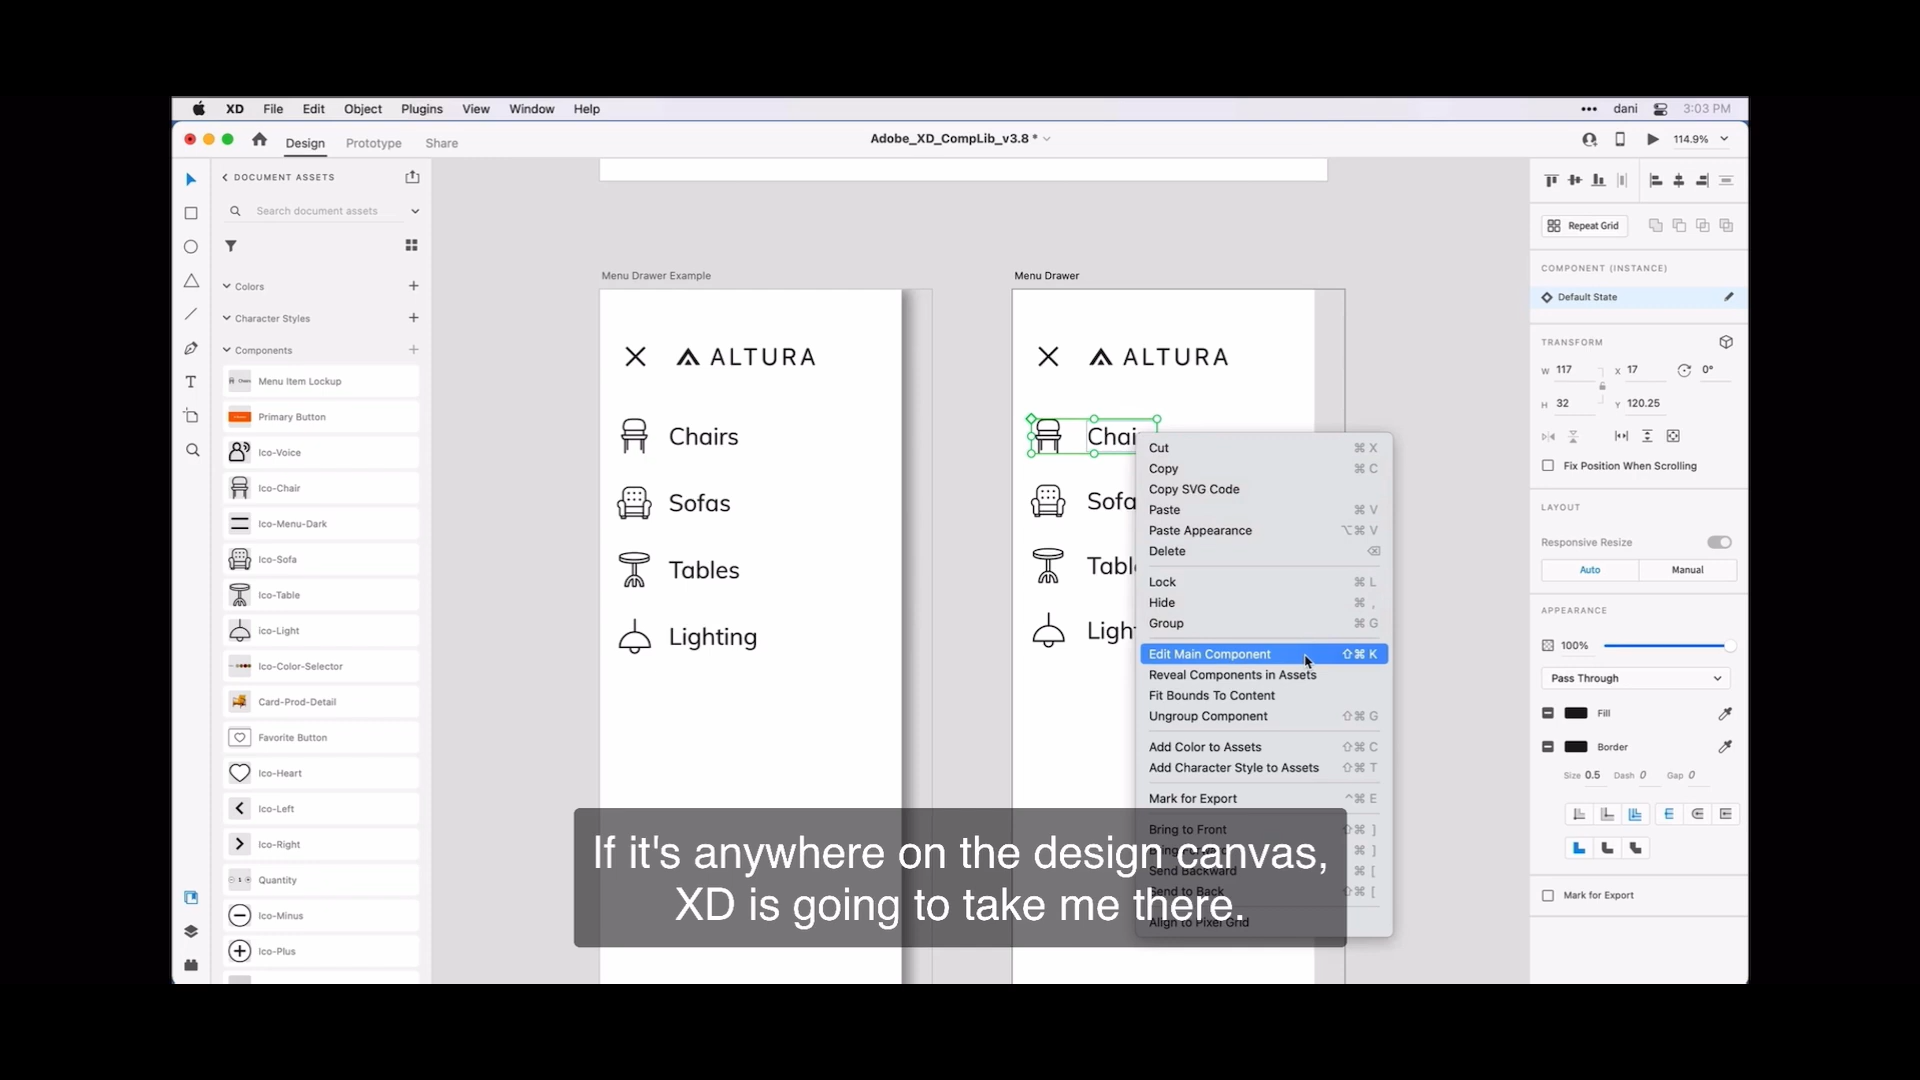 XD File Edit Object Plugins View Window Help
••• dani 3:03 PM
Design Prototype Share
Adobe_XD_CompLib_v3.8 *
114.9%
DOCUMENT ASSETS
Search document assets
Colors
Character Styles
Components
Menu Item Lockup
Primary Button
Ico-Voice
Ico-Chair
Ico-Menu-Dark
Ico-Sofa
Ico-Table
ico-Light
Ico-Color-Selector
Card-Prod-Detail
Favorite Button
Ico-Heart
Ico-Left
Ico-Right
Quantity
Ico-Minus
Ico-Plus
Menu Drawer Example
ALTURA
Chairs
Sofas
Tables
Lighting
Menu Drawer
ALTURA
Chai
Sofa
Tabl
Ligh
Cut ⌘ X
Copy ⌘ C
Copy SVG Code
Paste ⌘ V
Paste Appearance ⌥⌘ V
Delete ⌫
Lock ⌘ L
Hide ⌘ ,
Group ⌘ G
Edit Main Component ⇧⌘ K
Reveal Components in Assets
Fit Bounds To Content
Ungroup Component ⇧⌘ G
Add Color to Assets ⇧⌘ C
Add Character Style to Assets ⇧⌘ T
Mark for Export ^⌘ E
Bring to Front ⇧⌘ ]
Bring Forward ⌘ ]
Send Backward ⌘ [
Send to Back ⇧⌘ [
Align to Pixel Grid
If it's anywhere on the design canvas,
XD is going to take me there.
Repeat Grid
COMPONENT (INSTANCE)
Default State
TRANSFORM
W 117 X 17 0°
H 32 Y 120.25
Fix Position When Scrolling
LAYOUT
Responsive Resize
Auto Manual
APPEARANCE
100%
Pass Through
Fill
Border
Size 0.5 Dash 0 Gap 0
Mark for Export